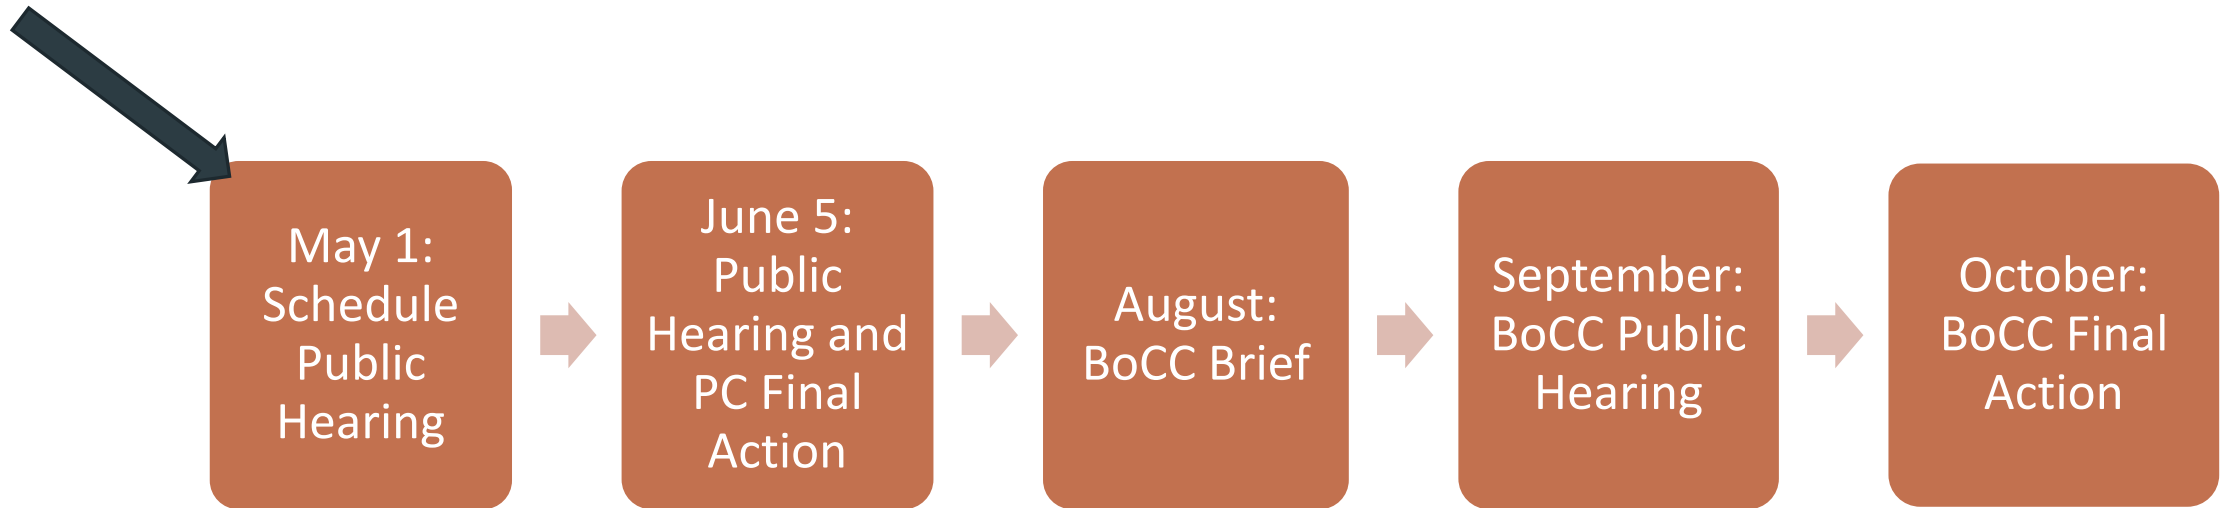 May 1:
Schedule
Public
Hearing
June 5:
Public
Hearing and
PC Final
Action
August:
BoCC Brief
September:
BoCC Public
Hearing
October:
BoCC Final
Action